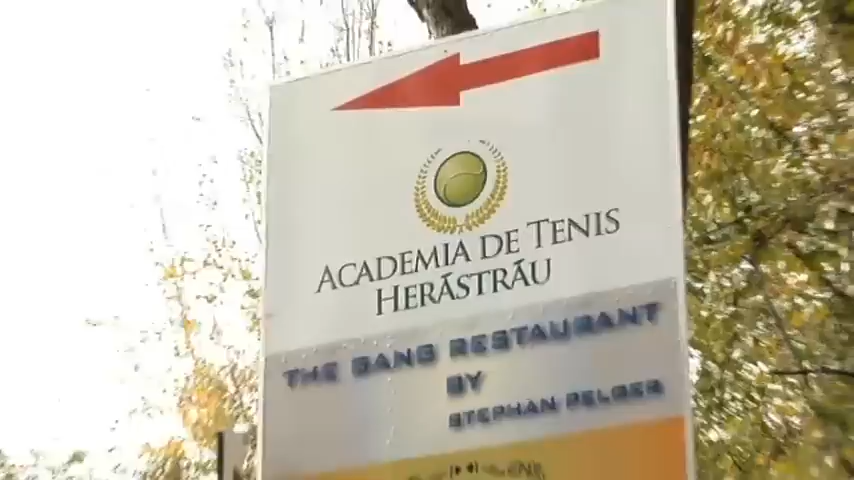 ACADEMIA DE TENIS
HERĂSTRĂU
THE GANG RESTAURANT
BY
STEPHAN PELGER